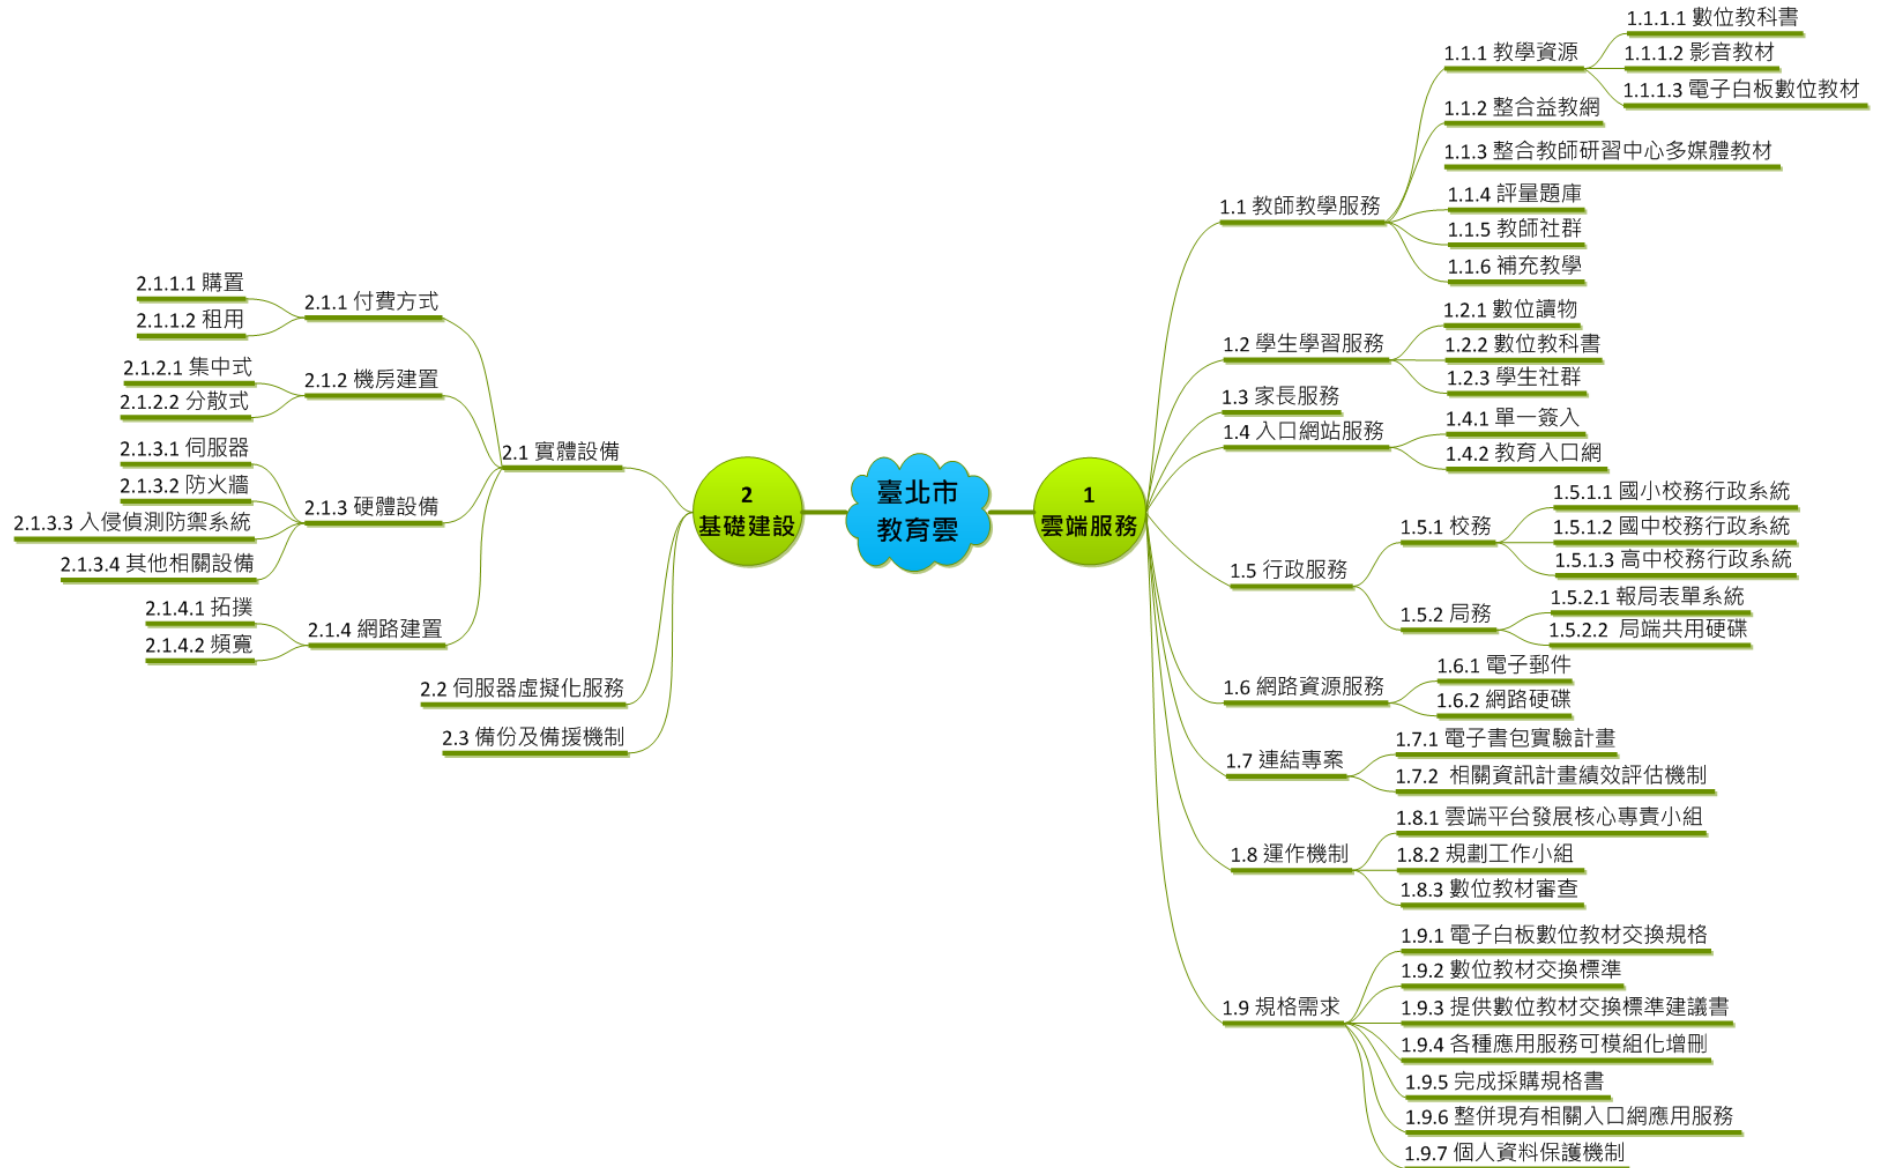 臺北市
教育雲
1
雲端服務
1.1 教師教學服務
1.1.1 教學資源
1.1.1.1 數位教科書
1.1.1.2 影音教材
1.1.1.3 電子白板數位教材
1.1.2 整合益教網
1.1.3 整合教師研習中心多媒體教材
1.1.4 評量題庫
1.1.5 教師社群
1.1.6 補充教學
1.2 學生學習服務
1.2.1 數位讀物
1.2.2 數位教科書
1.2.3 學生社群
1.3 家長服務
1.4 入口網站服務
1.4.1 單一簽入
1.4.2 教育入口網
1.5 行政服務
1.5.1 校務
1.5.1.1 國小校務行政系統
1.5.1.2 國中校務行政系統
1.5.1.3 高中校務行政系統
1.5.2 局務
1.5.2.1 報局表單系統
1.5.2.2 局端共用硬碟
1.6 網路資源服務
1.6.1 電子郵件
1.6.2 網路硬碟
1.7 連結專案
1.7.1 電子書包實驗計畫
1.7.2 相關資訊計畫績效評估機制
1.8 運作機制
1.8.1 雲端平台發展核心專責小組
1.8.2 規劃工作小組
1.8.3 數位教材審查
1.9 規格需求
1.9.1 電子白板數位教材交換規格
1.9.2 數位教材交換標準
1.9.3 提供數位教材交換標準建議書
1.9.4 各種應用服務可模組化增刪
1.9.5 完成採購規格書
1.9.6 整併現有相關入口網應用服務
1.9.7 個人資料保護機制
2
基礎建設
2.1 實體設備
2.1.1 付費方式
2.1.1.1 購置
2.1.1.2 租用
2.1.2 機房建置
2.1.2.1 集中式
2.1.2.2 分散式
2.1.3 硬體設備
2.1.3.1 伺服器
2.1.3.2 防火牆
2.1.3.3 入侵偵測防禦系統
2.1.3.4 其他相關設備
2.1.4 網路建置
2.1.4.1 拓撲
2.1.4.2 頻寬
2.2 伺服器虛擬化服務
2.3 備份及備援機制